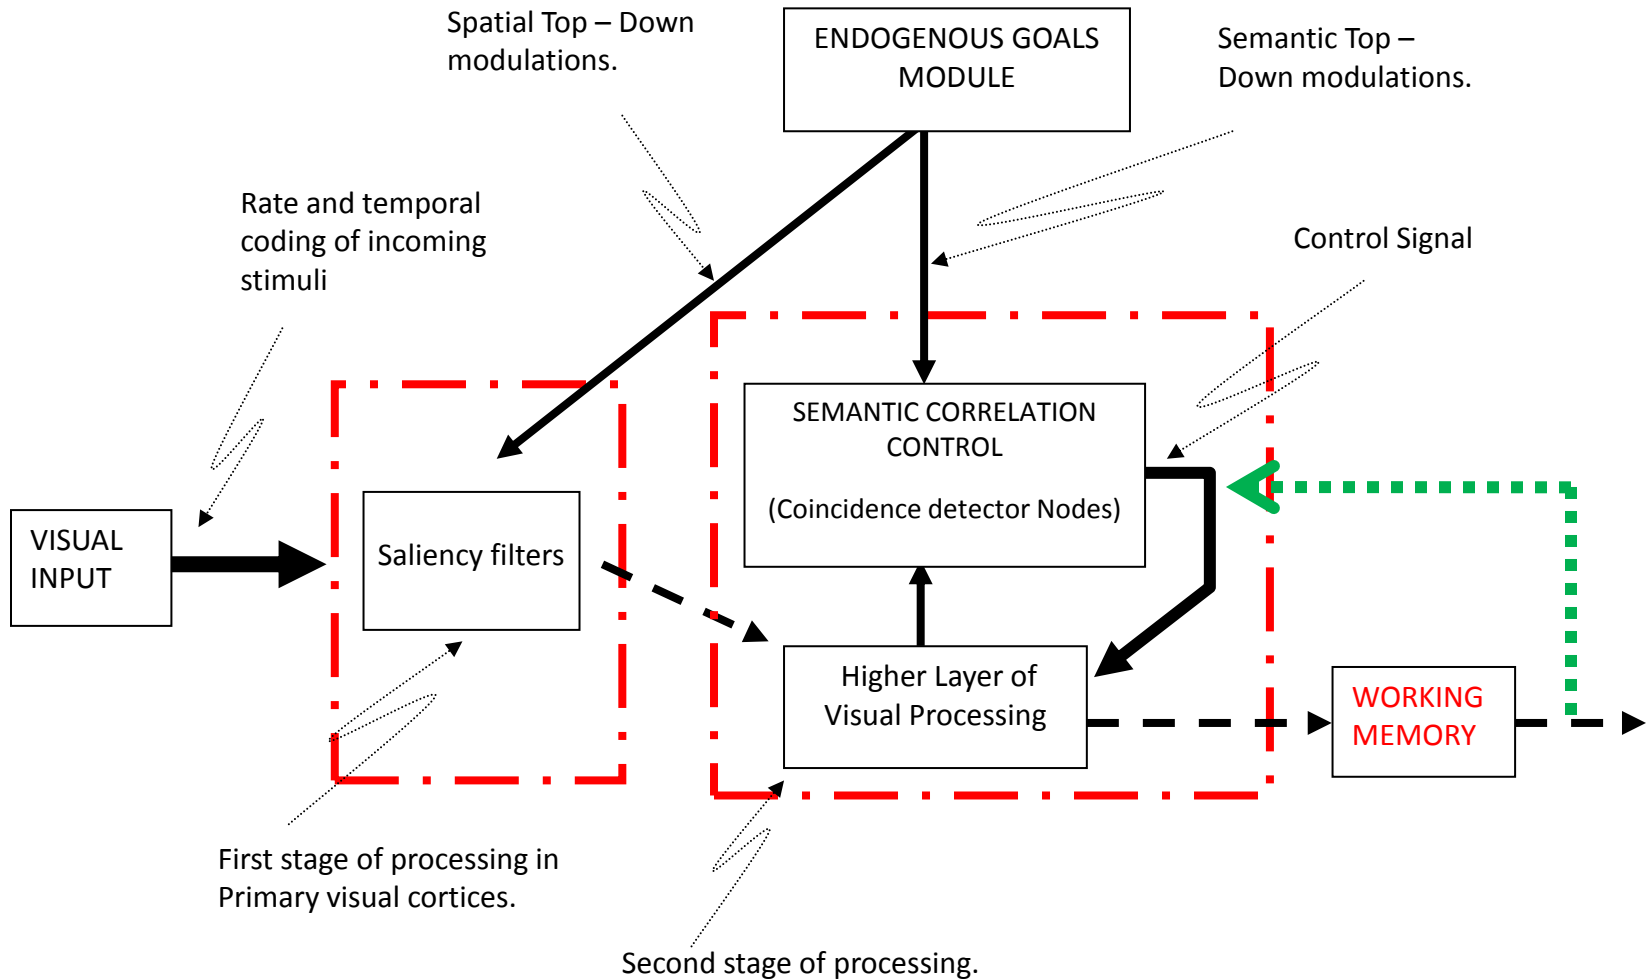 Spatial Top – Down
modulations.
ENDOGENOUS GOALS
MODULE
Semantic Top –
Down modulations.
Rate and temporal
coding of incoming
stimuli
Control Signal
SEMANTIC CORRELATION
CONTROL
(Coincidence detector Nodes)
VISUAL
INPUT
Saliency filters
Higher Layer of
Visual Processing
WORKING
MEMORY
First stage of processing in
Primary visual cortices.
Second stage of processing.